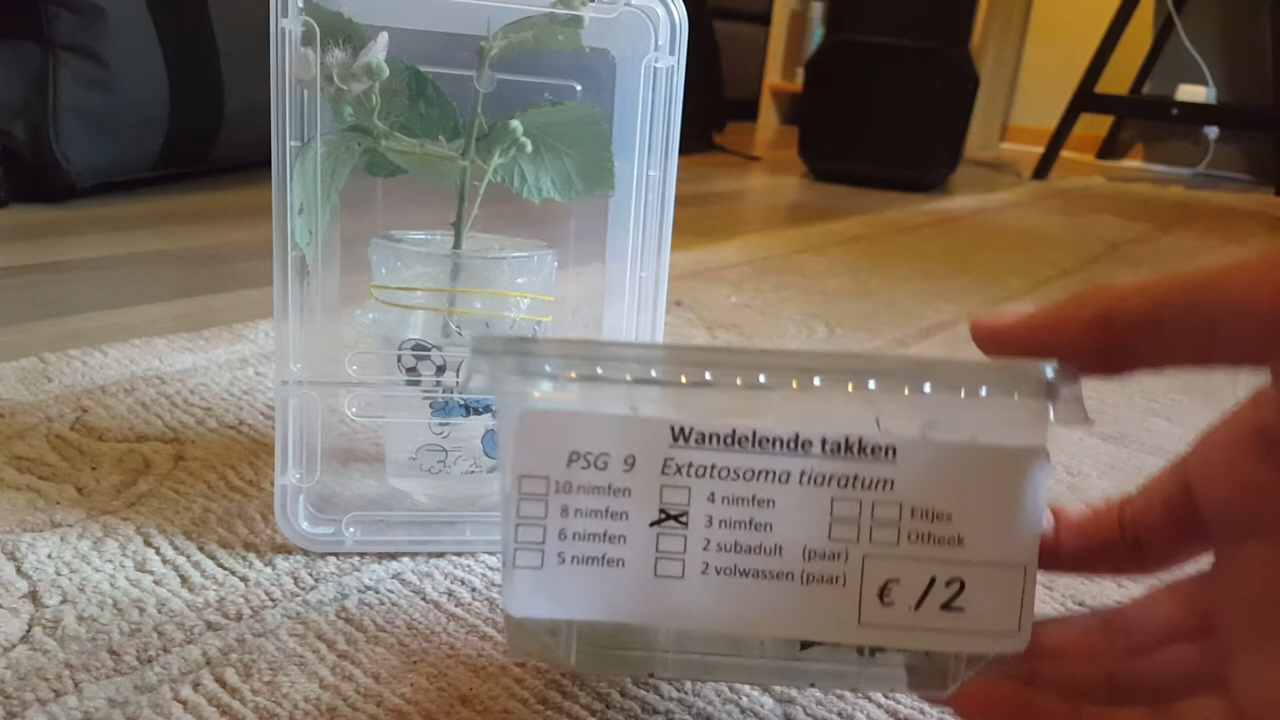 Wandelende takken
PSG 9 Extatosoma tiaratum
10 nimfen
8 nimfen
6 nimfen
5 nimfen
4 nimfen
3 nimfen
2 subadult (paar)
2 volwassen (paar)
Eitjes
Otheek
€ /2